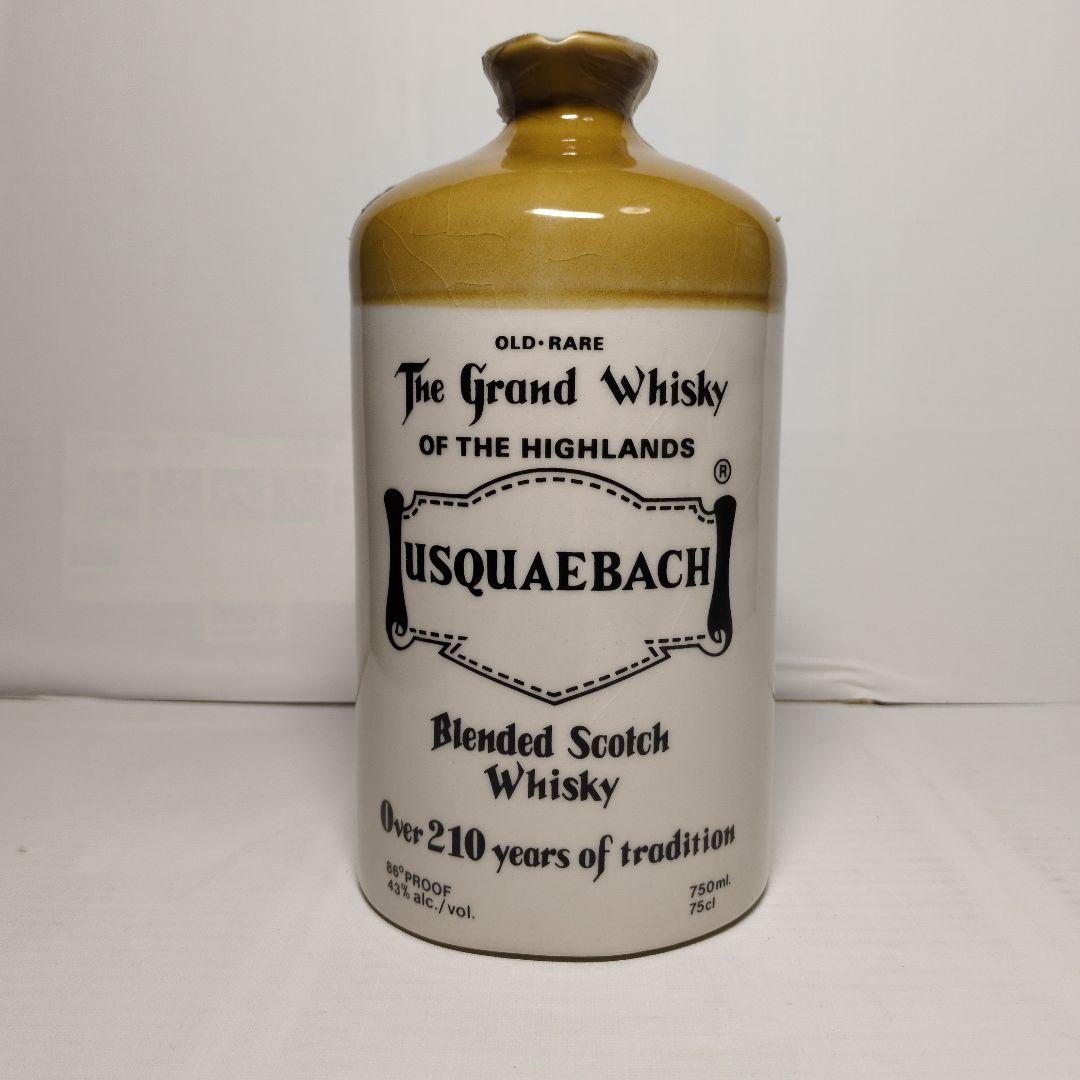 OLD·RARE
The Grand Whisky
OF THE HIGHLANDS
®
USQUAEBACH
Blended Scotch
Whisky
Over 210 years of tradition
86° PROOF
43% alc./vol.
750ml.
75cl